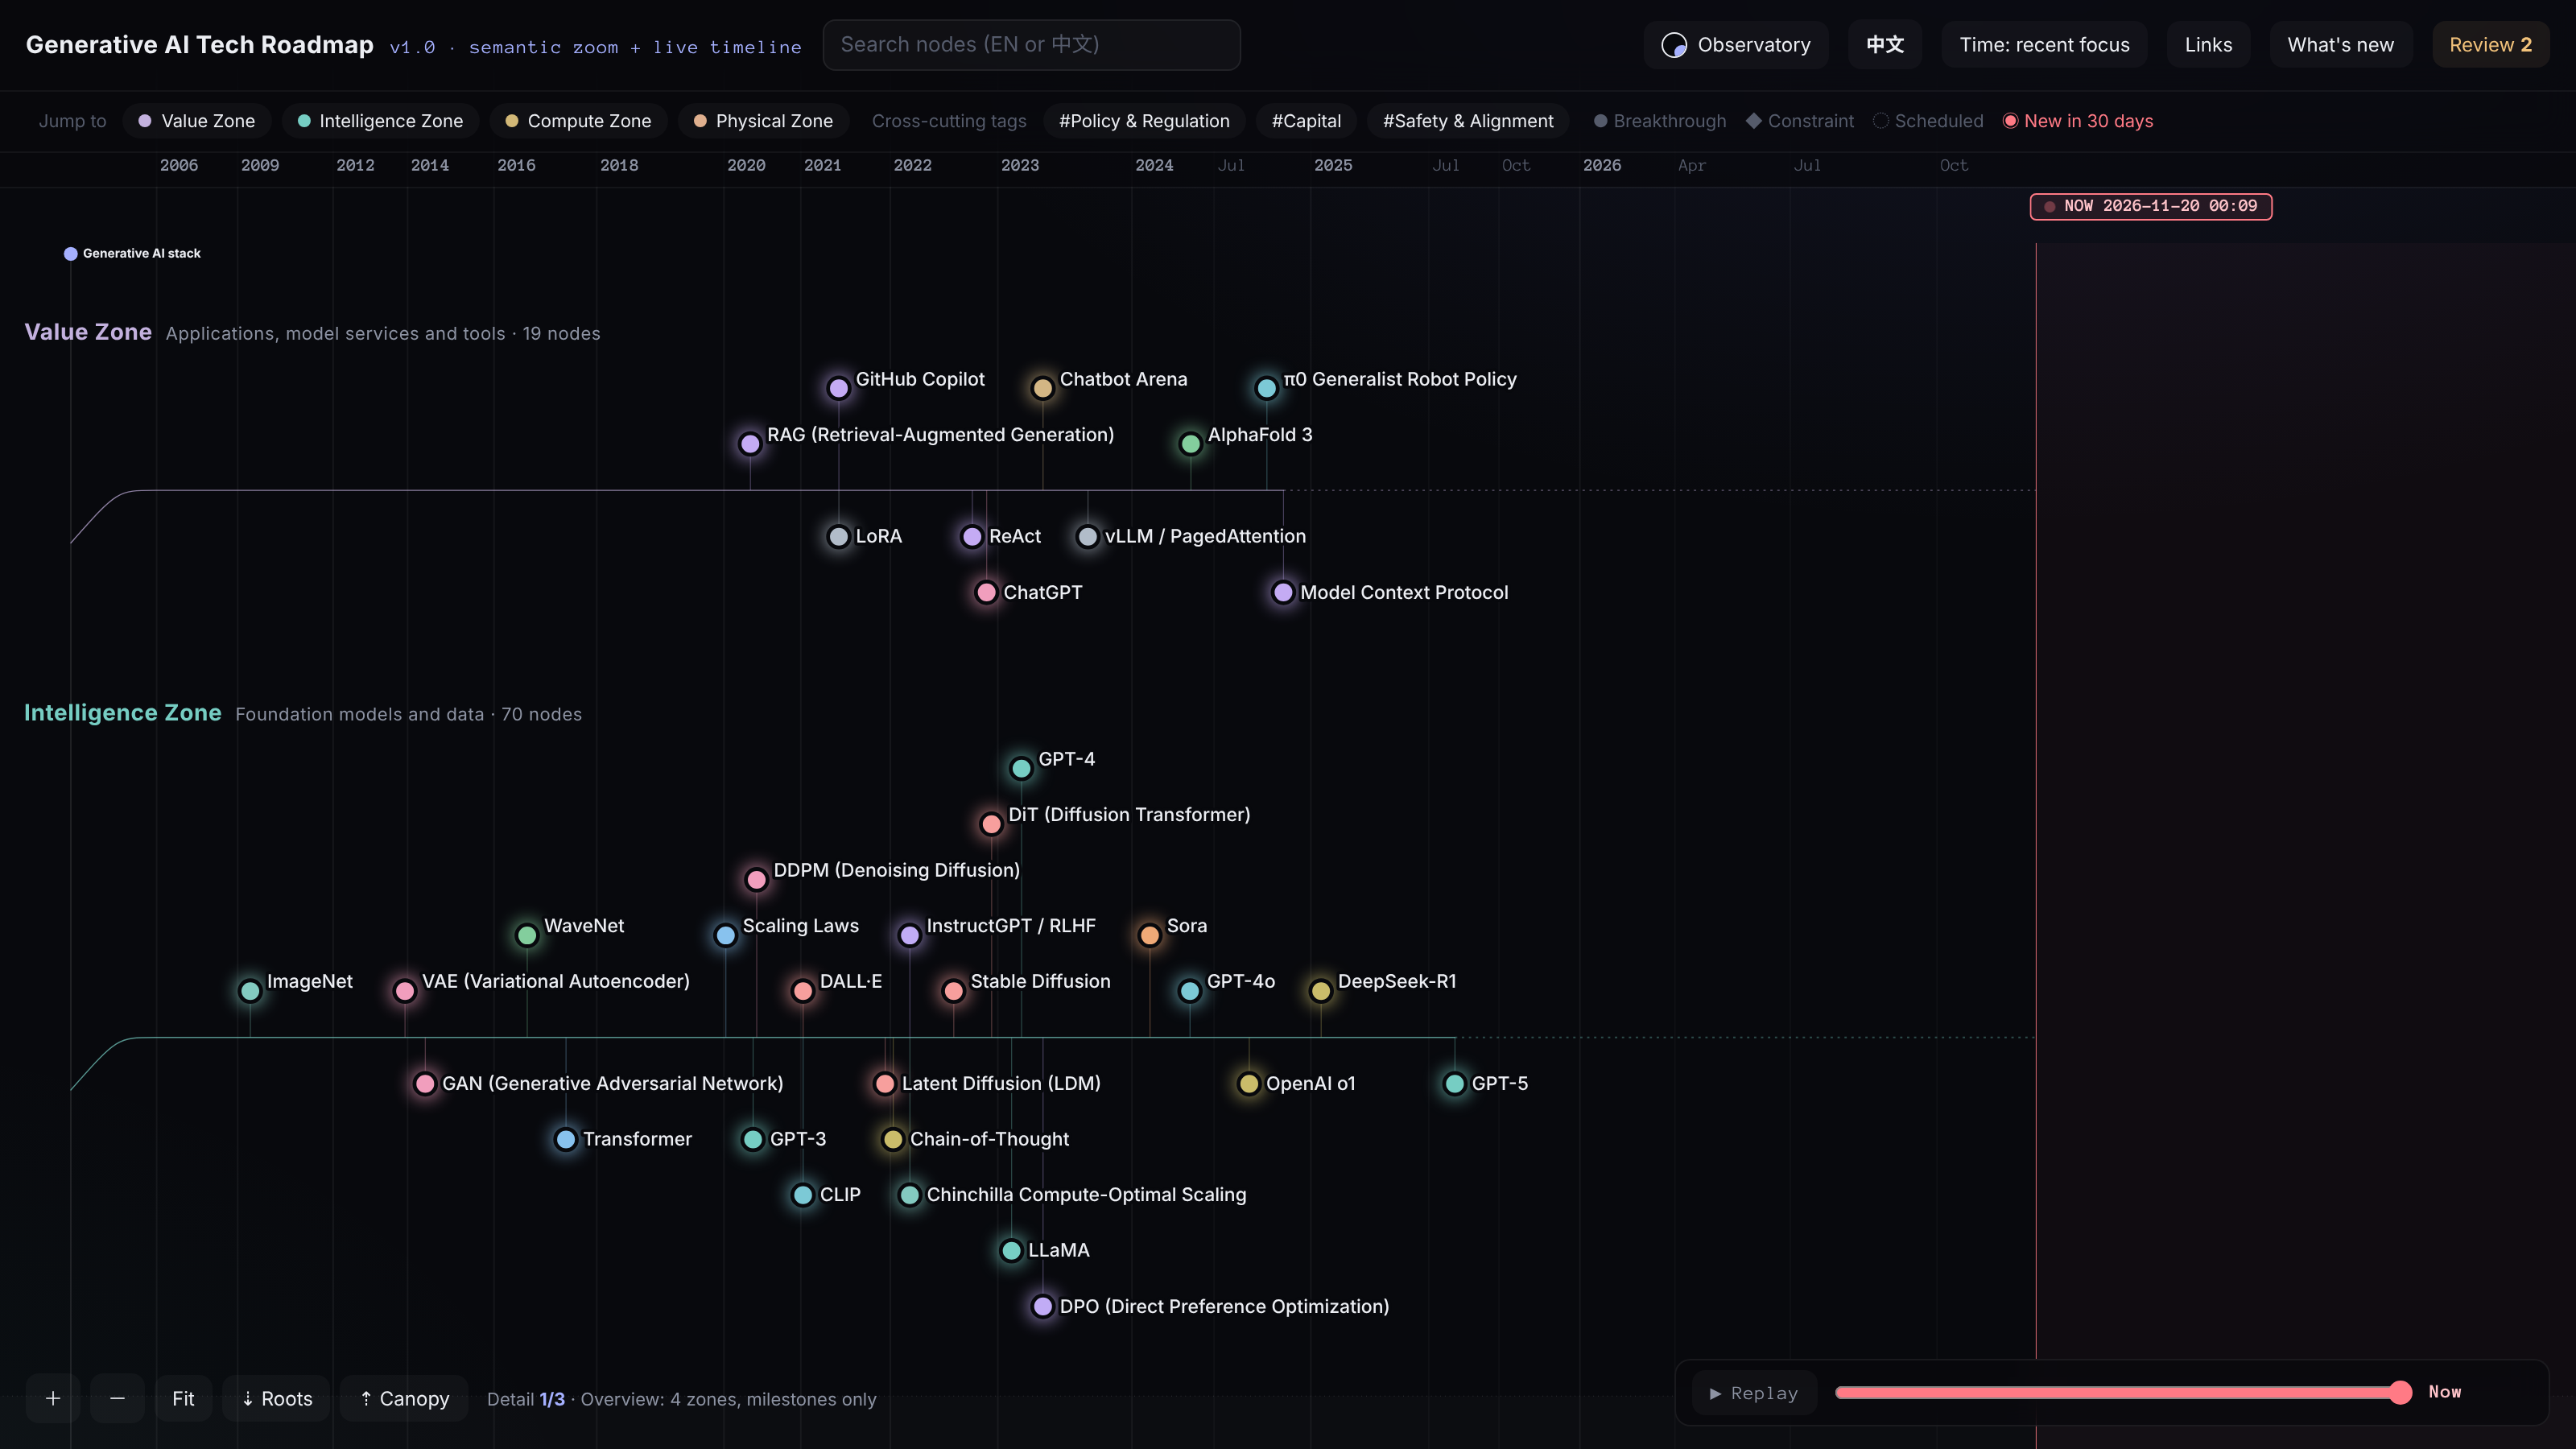 Generative AI Tech Roadmap v1.0 · semantic zoom + live timeline Search nodes (EN or 中文) Observatory 中文 Time: recent focus Links What's new Review 2
Jump to Value Zone Intelligence Zone Compute Zone Physical Zone Cross-cutting tags #Policy & Regulation #Capital #Safety & Alignment Breakthrough Constraint Scheduled New in 30 days
2006 2009 2012 2014 2016 2018 2020 2021 2022 2023 2024 Jul 2025 Jul Oct 2026 Apr Jul Oct
NOW 2026-11-20 00:09
Generative AI stack
Value Zone Applications, model services and tools · 19 nodes
GitHub Copilot Chatbot Arena π0 Generalist Robot Policy
RAG (Retrieval-Augmented Generation) AlphaFold 3
LoRA ReAct vLLM / PagedAttention
ChatGPT Model Context Protocol
Intelligence Zone Foundation models and data · 70 nodes
GPT-4
DiT (Diffusion Transformer)
DDPM (Denoising Diffusion)
WaveNet Scaling Laws InstructGPT / RLHF Sora
ImageNet VAE (Variational Autoencoder) DALL·E Stable Diffusion GPT-4o DeepSeek-R1
GAN (Generative Adversarial Network) Latent Diffusion (LDM) OpenAI o1 GPT-5
Transformer GPT-3 Chain-of-Thought
CLIP Chinchilla Compute-Optimal Scaling
LLaMA
DPO (Direct Preference Optimization)
+ − Fit ⇣ Roots ⇡ Canopy Detail 1/3 · Overview: 4 zones, milestones only ▶ Replay Now